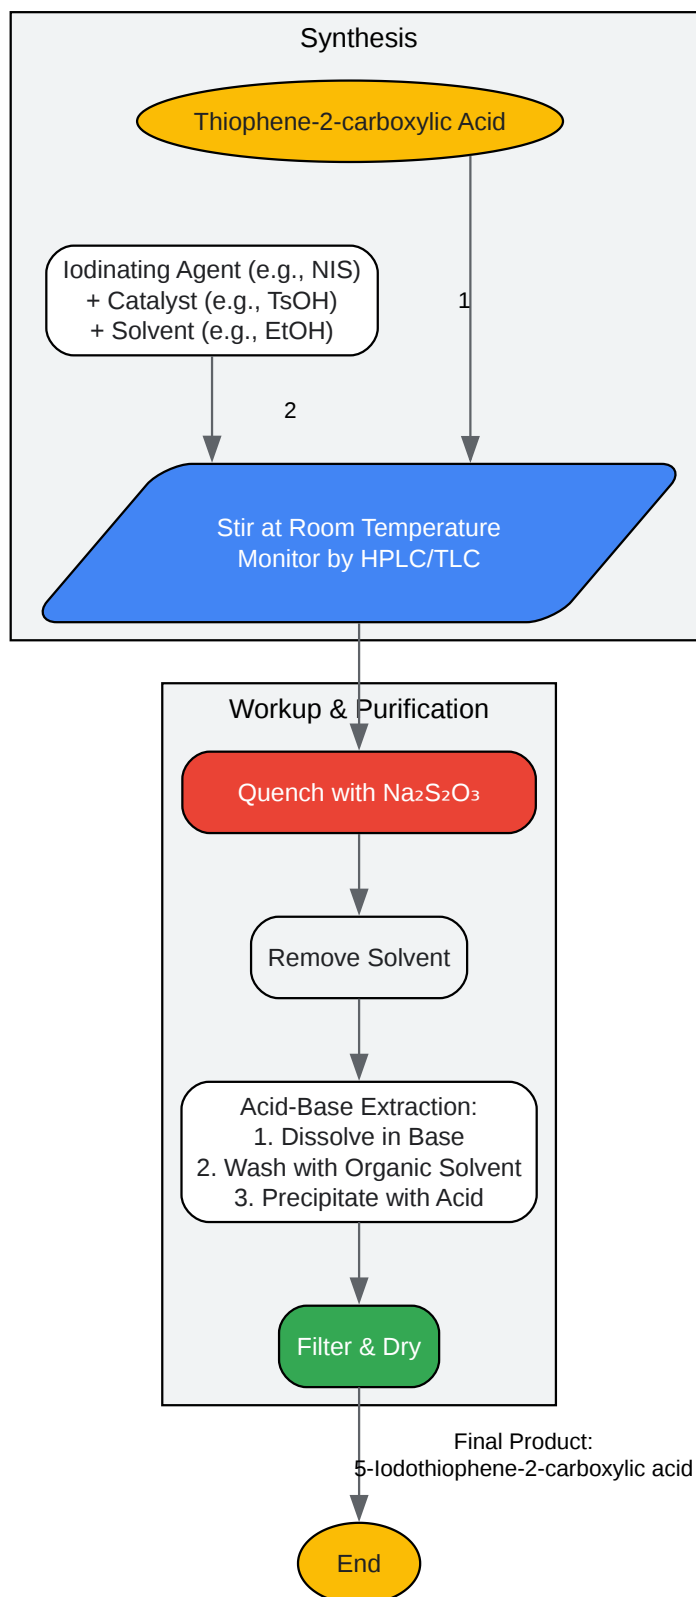 Synthesis
Thiophene-2-carboxylic Acid
Iodinating Agent (e.g., NIS)
+ Catalyst (e.g., TsOH)
+ Solvent (e.g., EtOH)
1
2
Stir at Room Temperature
Monitor by HPLC/TLC
Workup & Purification
Quench with Na₂S₂O₃
Remove Solvent
Acid-Base Extraction:
1. Dissolve in Base
2. Wash with Organic Solvent
3. Precipitate with Acid
Filter & Dry
Final Product:
5-Iodothiophene-2-carboxylic acid
End